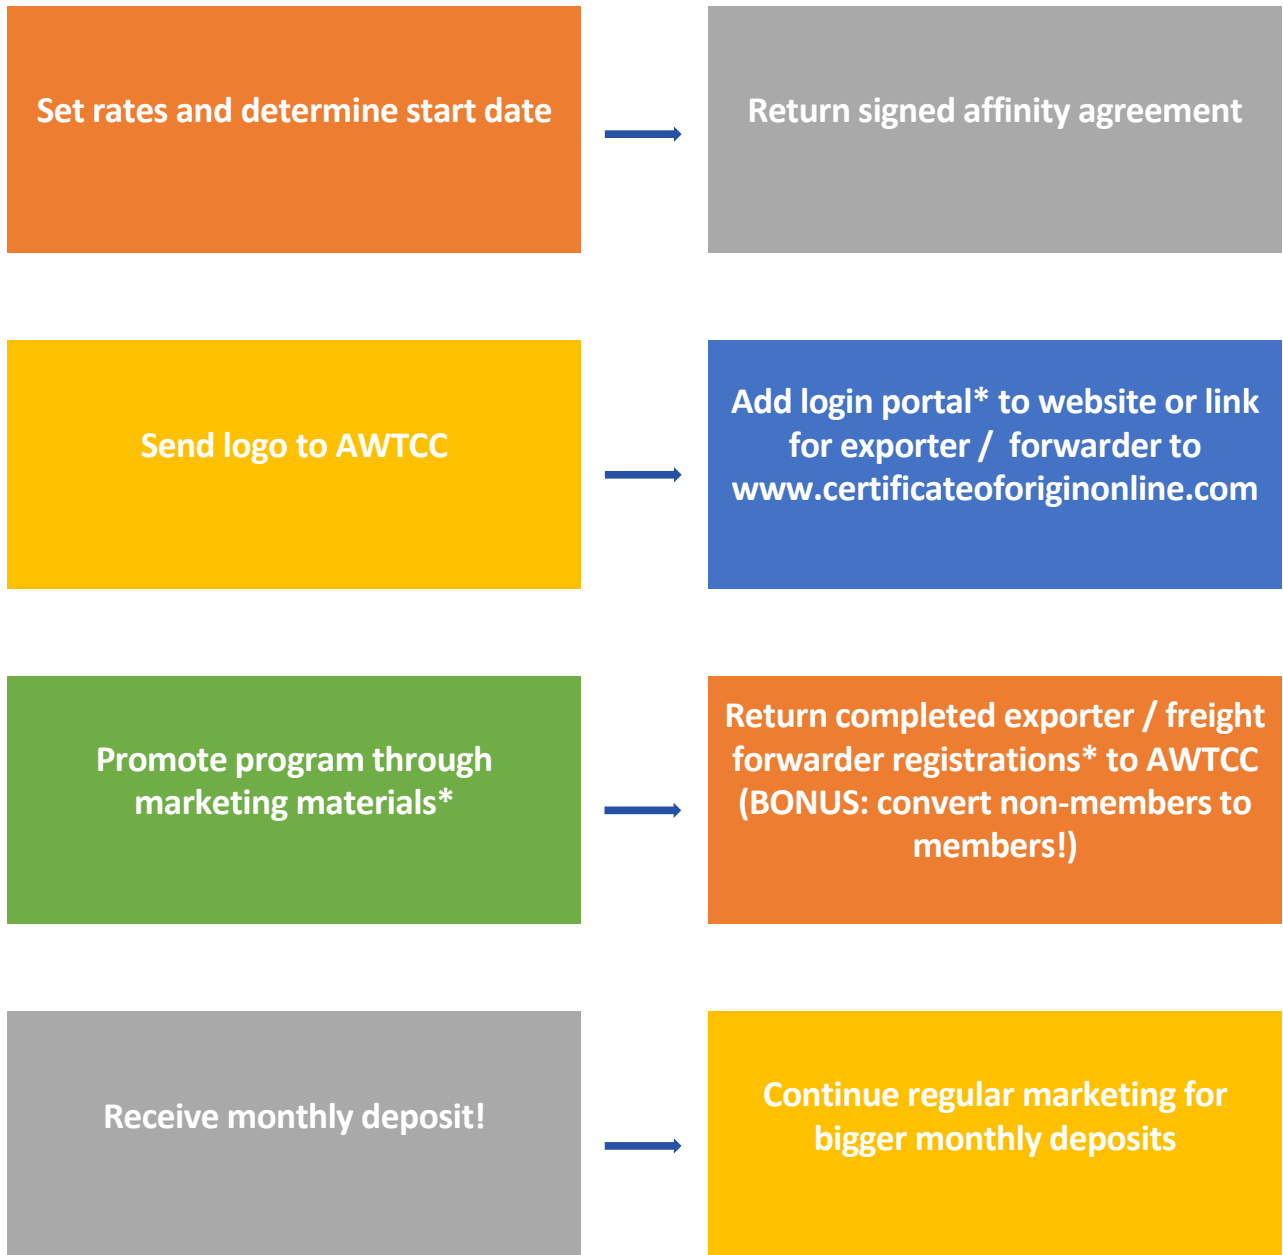 Set rates and determine start date
Return signed affinity agreement
Send logo to AWTCC
Add login portal* to website or link
for exporter /  forwarder to
www.certificateoforiginonline.com
Promote program through
marketing materials*
Return completed exporter / freight
forwarder registrations* to AWTCC
(BONUS: convert non-members to
members!)
Receive monthly deposit!
Continue regular marketing for
bigger monthly deposits